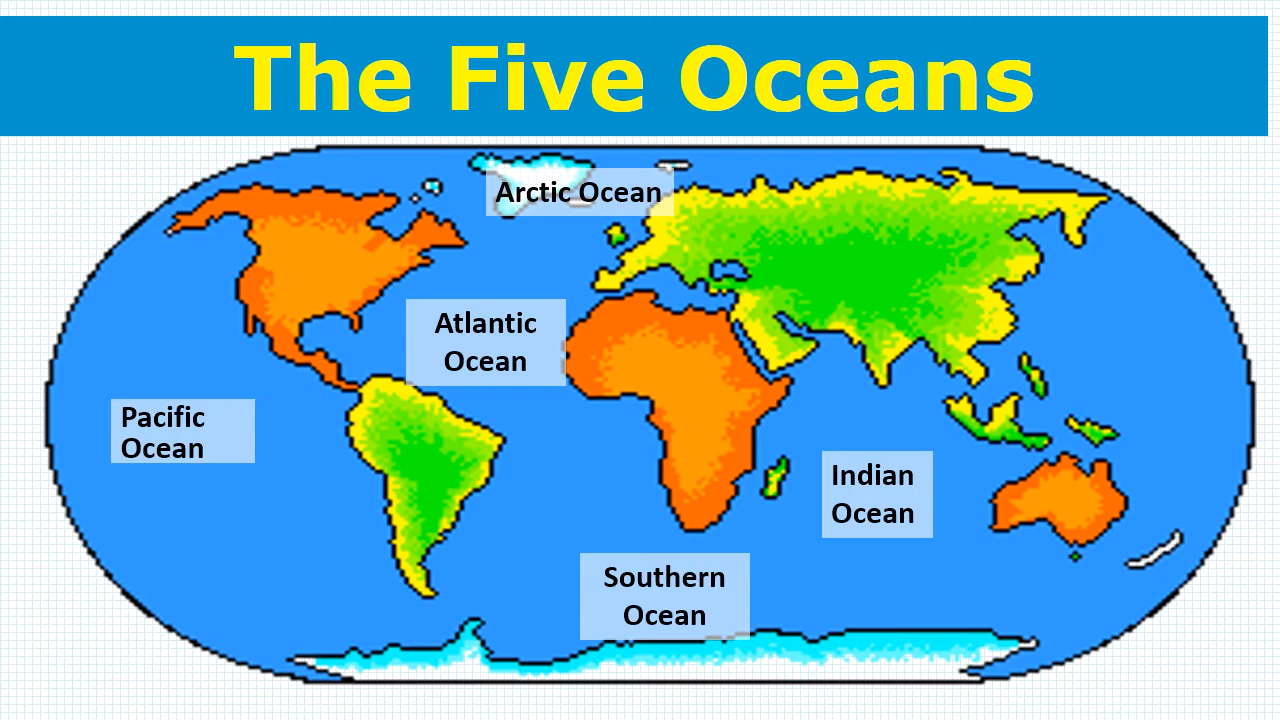 The Five Oceans
Arctic Ocean
Atlantic
Ocean
Pacific
Ocean
Indian
Ocean
Southern
Ocean